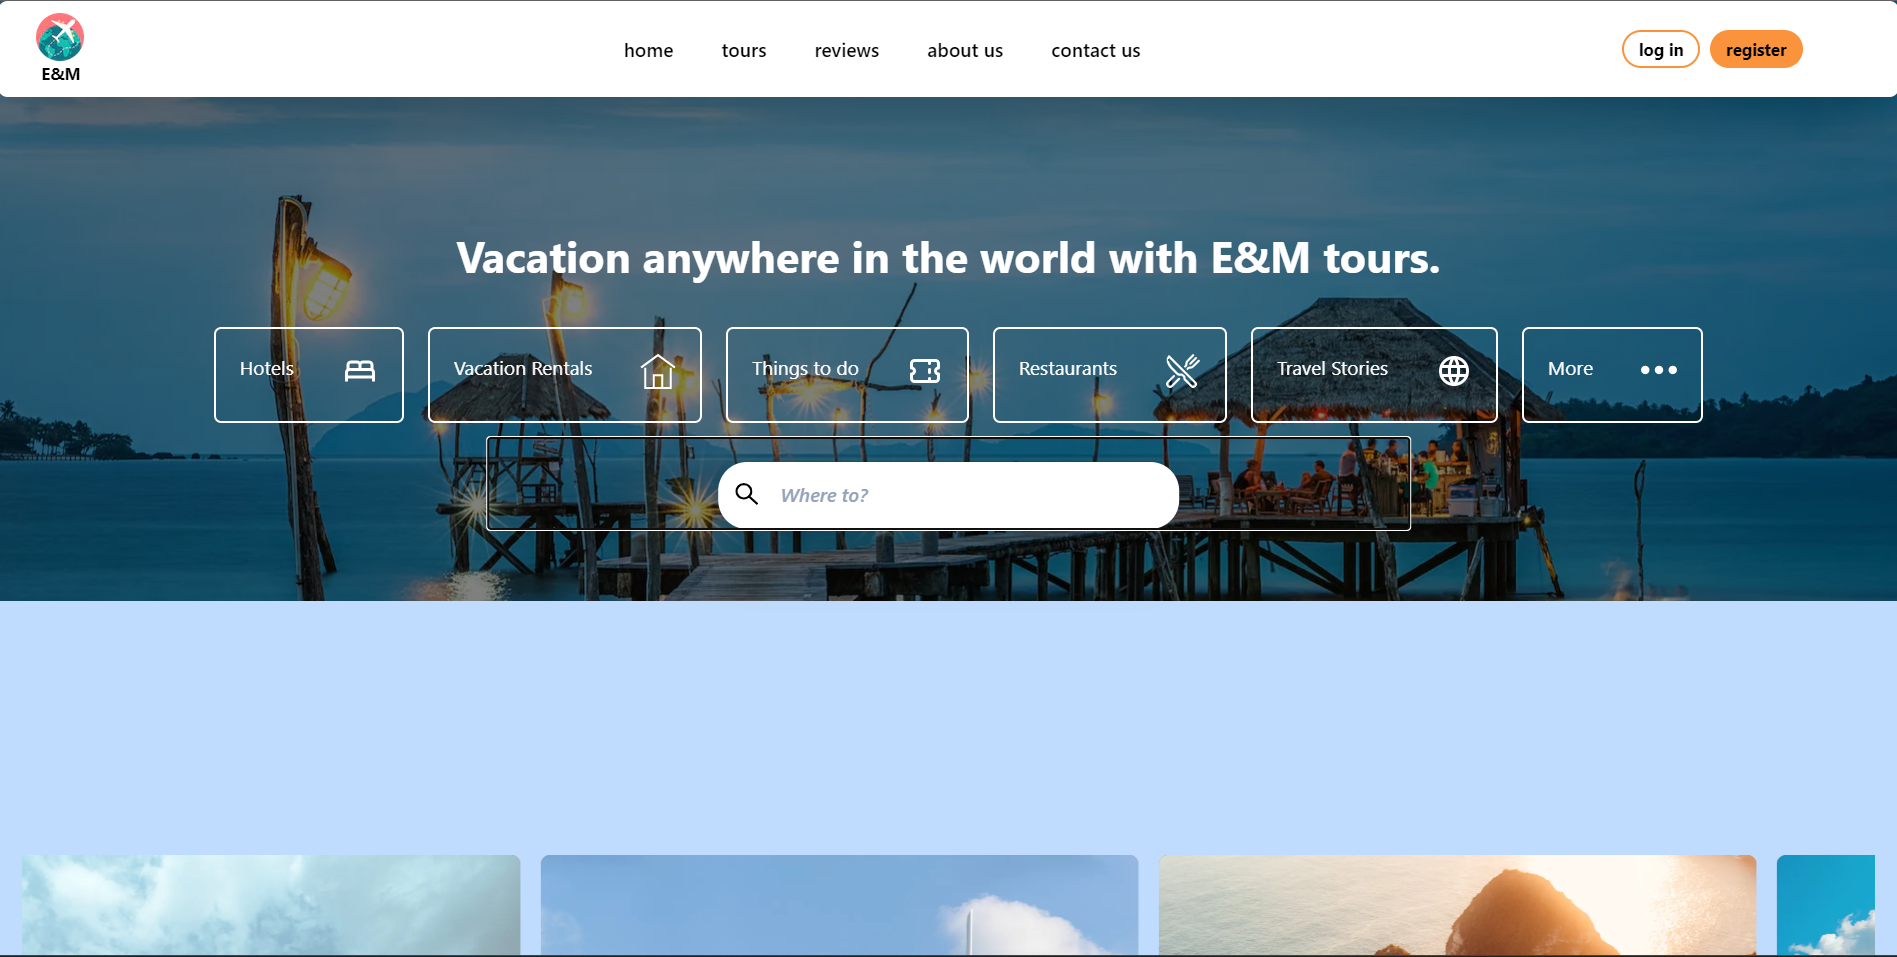 E&M
home tours reviews about us contact us
log in register
Vacation anywhere in the world with E&M tours.
Hotels Vacation Rentals Things to do Restaurants Travel Stories More
Where to?